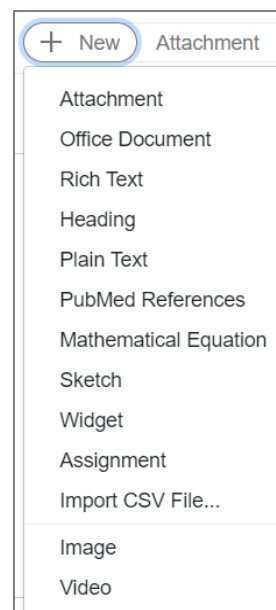 + New Attachment
Attachment
Office Document
Rich Text
Heading
Plain Text
PubMed References
Mathematical Equation
Sketch
Widget
Assignment
Import CSV File...
Image
Video